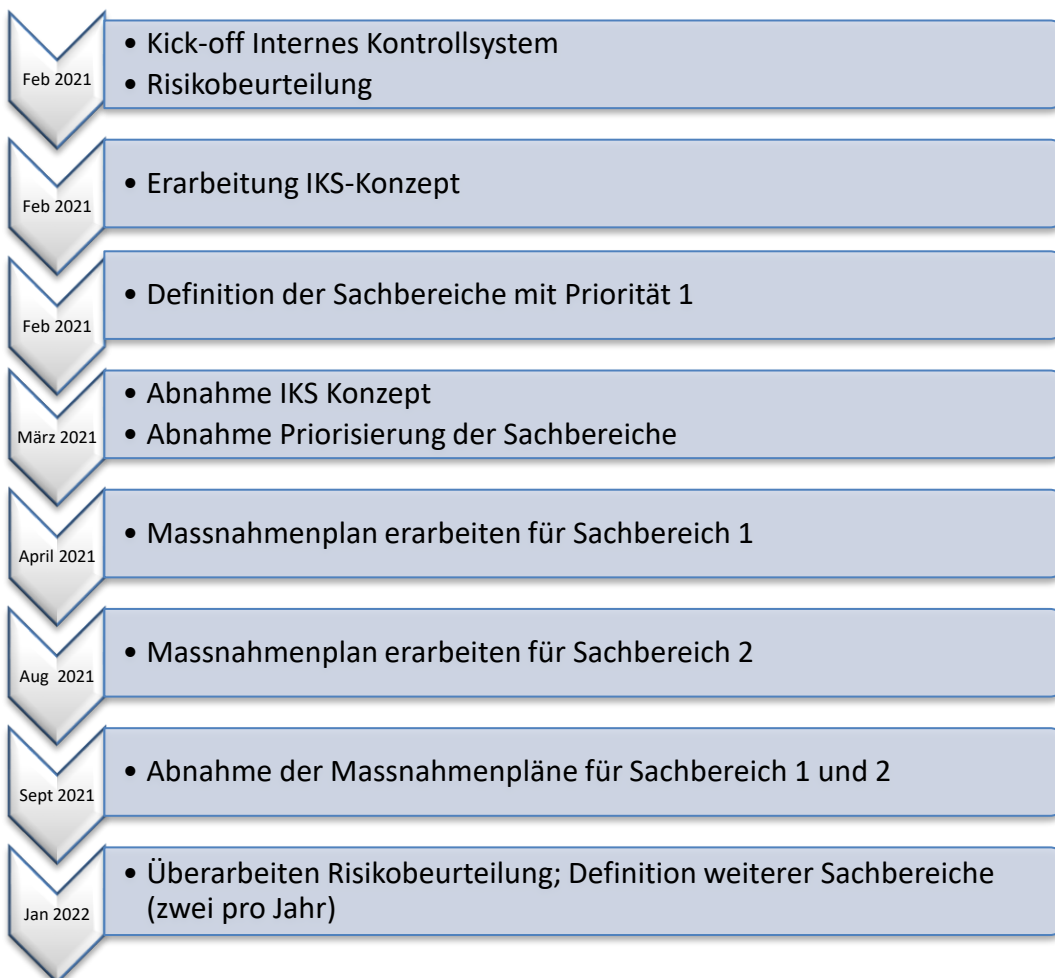 Feb 2021
• Kick-off Internes Kontrollsystem
• Risikobeurteilung
Feb 2021
• Erarbeitung IKS-Konzept
Feb 2021
• Definition der Sachbereiche mit Priorität 1
März 2021
• Abnahme IKS Konzept
• Abnahme Priorisierung der Sachbereiche
April 2021
• Massnahmenplan erarbeiten für Sachbereich 1
Aug 2021
• Massnahmenplan erarbeiten für Sachbereich 2
Sept 2021
• Abnahme der Massnahmenpläne für Sachbereich 1 und 2
Jan 2022
• Überarbeiten Risikobeurteilung; Definition weiterer Sachbereiche
(zwei pro Jahr)